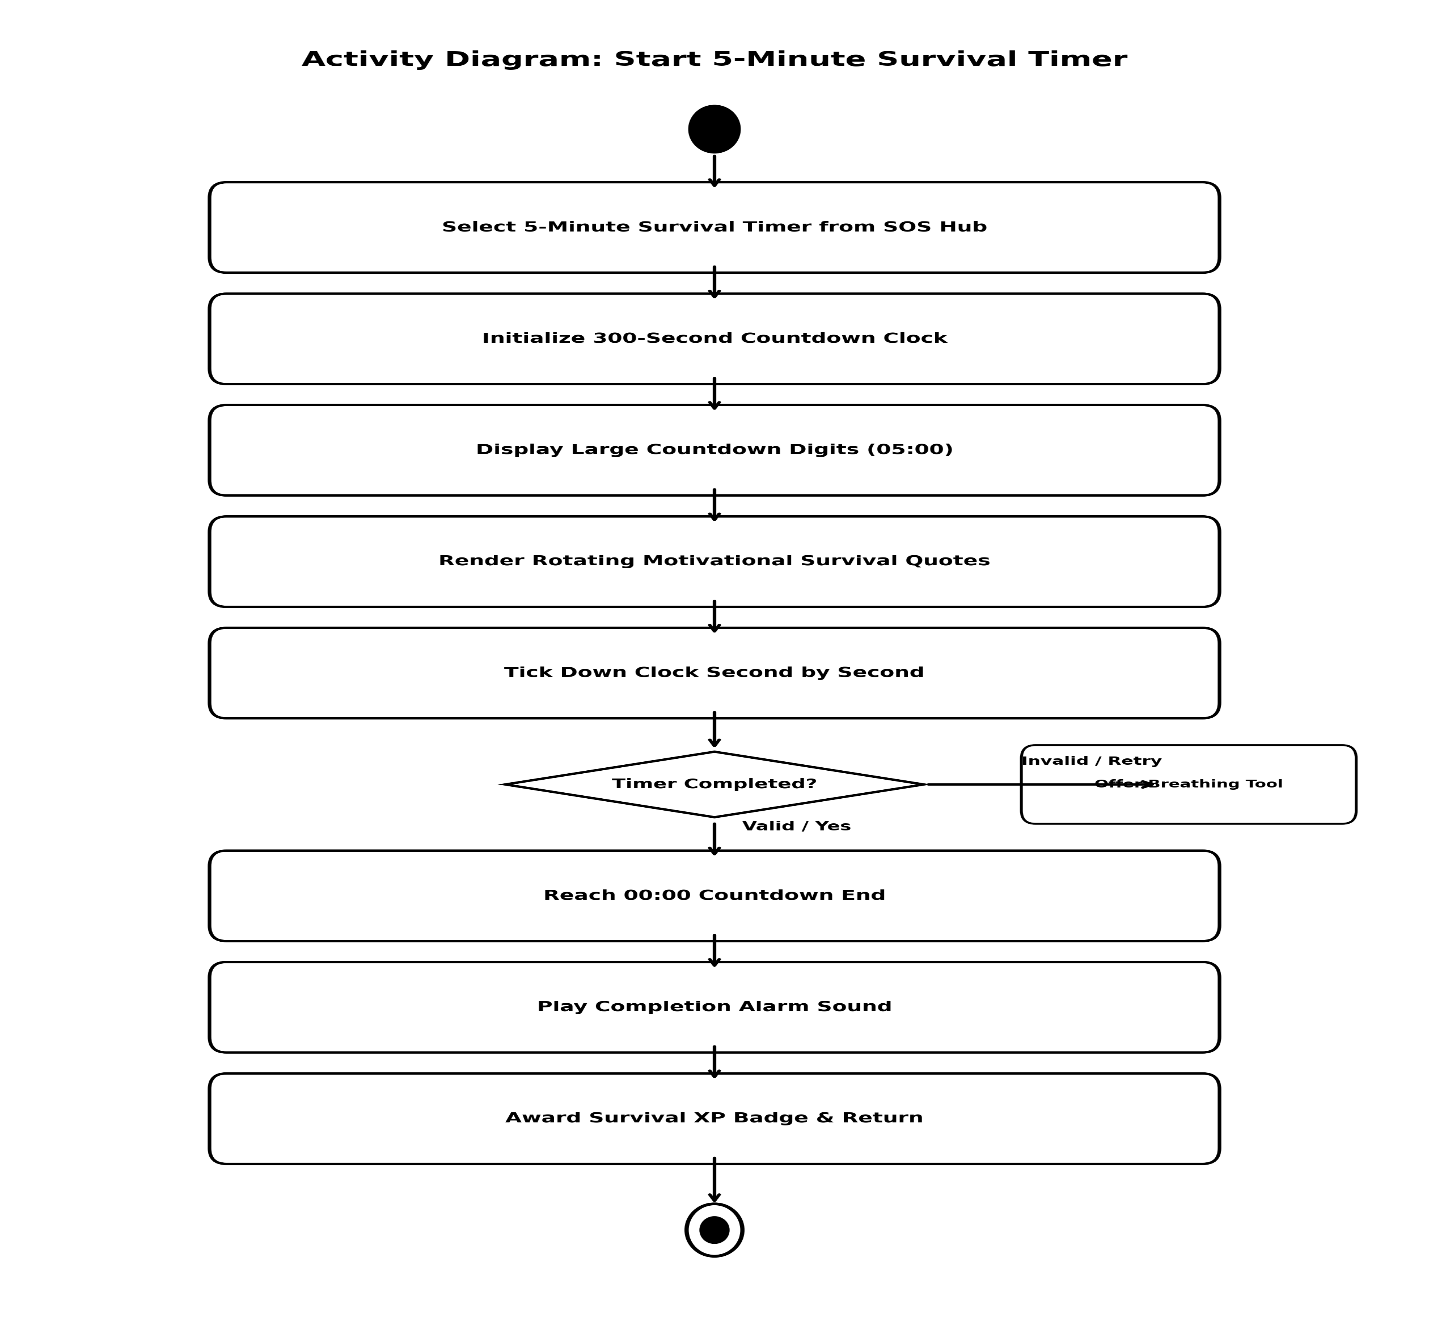 Activity Diagram: Start 5-Minute Survival Timer
Select 5-Minute Survival Timer from SOS Hub
Initialize 300-Second Countdown Clock
Display Large Countdown Digits (05:00)
Render Rotating Motivational Survival Quotes
Tick Down Clock Second by Second
Timer Completed?
Invalid / Retry
Breathing Tool
Valid / Yes
Reach 00:00 Countdown End
Play Completion Alarm Sound
Award Survival XP Badge & Return